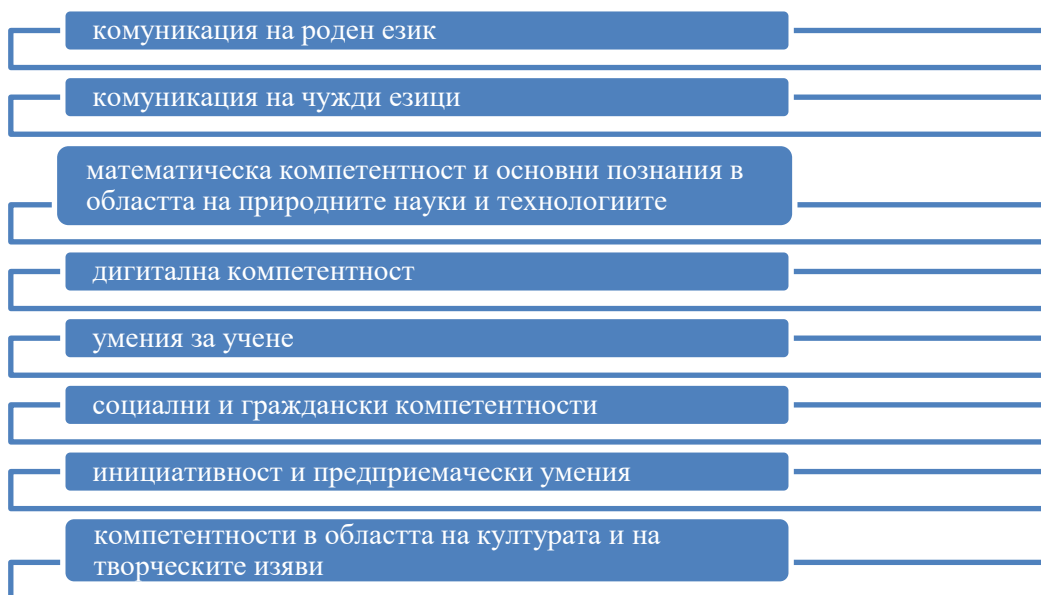 комуникация на роден език
комуникация на чужди езици
математическа компетентност и основни познания в
областта на природните науки и технологиите
дигитална компетентност
умения за учене
социални и граждански компетентности
инициативност и предприемачески умения
компетентности в областта на културата и на
творческите изяви